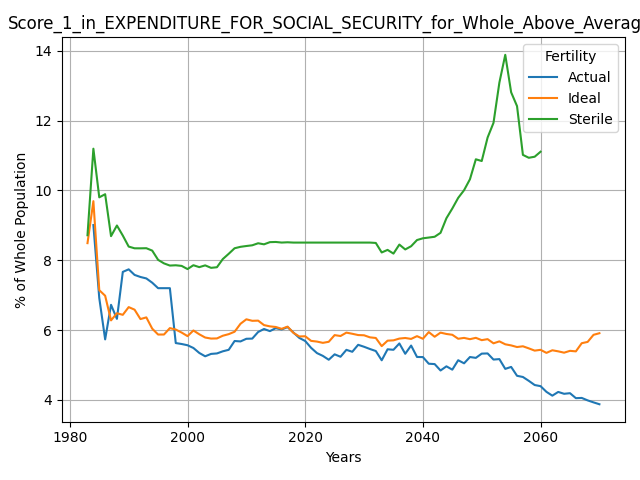 Score_1_in_EXPENDITURE_FOR_SOCIAL_SECURITY_for_Whole_Above_Averag
14
12
10
8
6
4
% of Whole Population
Fertility
Actual
Ideal
Sterile
1980
2000
2020
2040
2060
Years